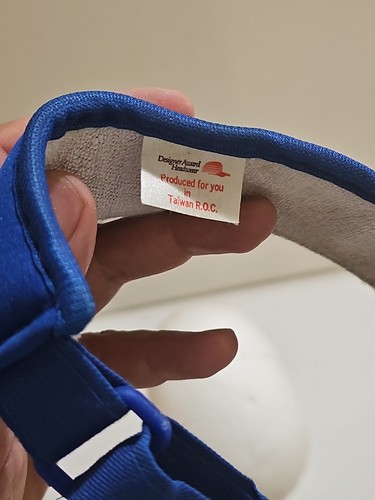 Designer Award
Headwear
Produced for you
in
Taiwan R.O.C.